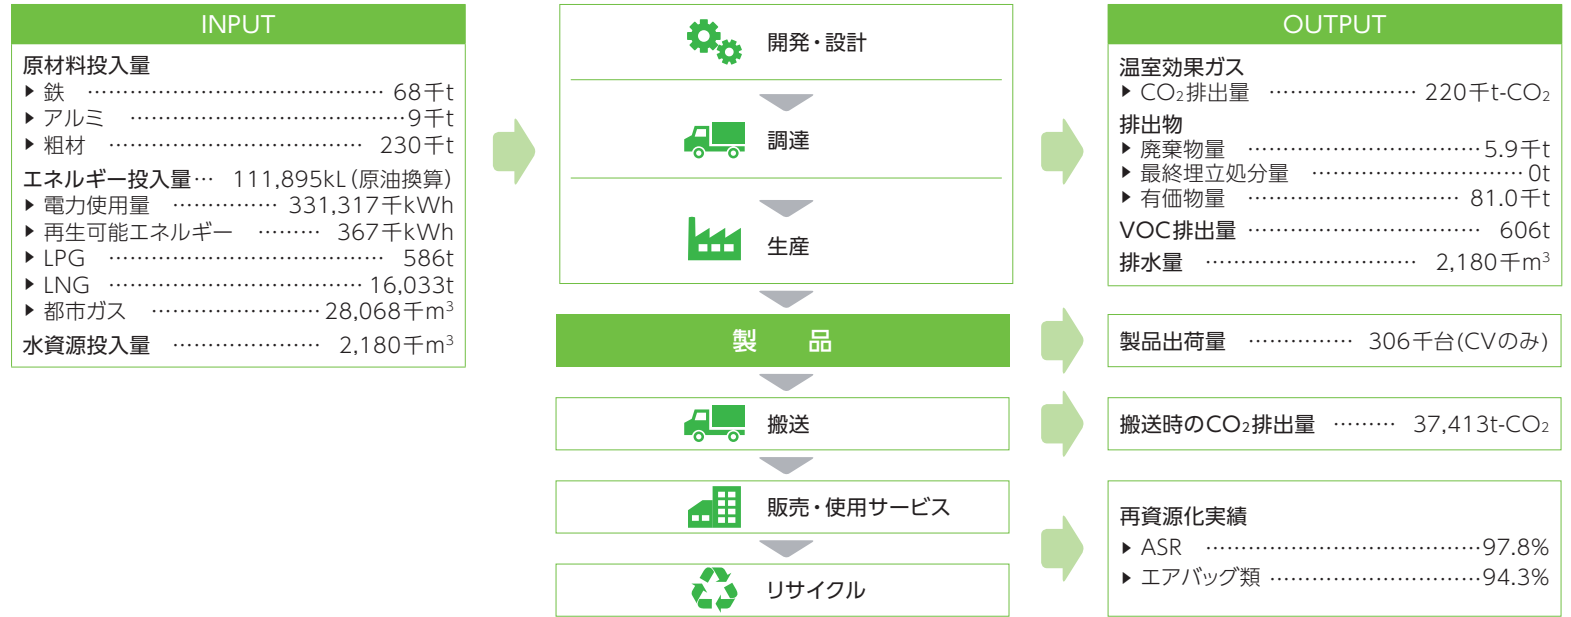 INPUT
原材料投入量
▶ 鉄 ………………………………… 68千t
▶ アルミ ………………………………9千t
▶ 粗材 ……………………………… 230千t
エネルギー投入量… 111,895kL(原油換算)
▶ 電力使用量 …………… 331,317千kWh
▶ 再生可能エネルギー ……… 367千kWh
▶ LPG ……………………………… 586t
▶ LNG …………………………… 16,033t
▶ 都市ガス …………………… 28,068千m³
水資源投入量 ………………… 2,180千m³
開発・設計
調達
生産
製 品
搬送
販売・使用サービス
リサイクル
OUTPUT
温室効果ガス
▶ CO₂排出量 ………………… 220千t-CO₂
排出物
▶ 廃棄物量 ……………………………5.9千t
▶ 最終埋立処分量 ………………………… 0t
▶ 有価物量 ………………………… 81.0千t
VOC排出量 …………………………… 606t
排水量 ………………………… 2,180千m³
製品出荷量 …………… 306千台(CVのみ)
搬送時のCO₂排出量 ……… 37,413t-CO₂
再資源化実績
▶ ASR …………………………………97.8%
▶ エアバッグ類 …………………………94.3%